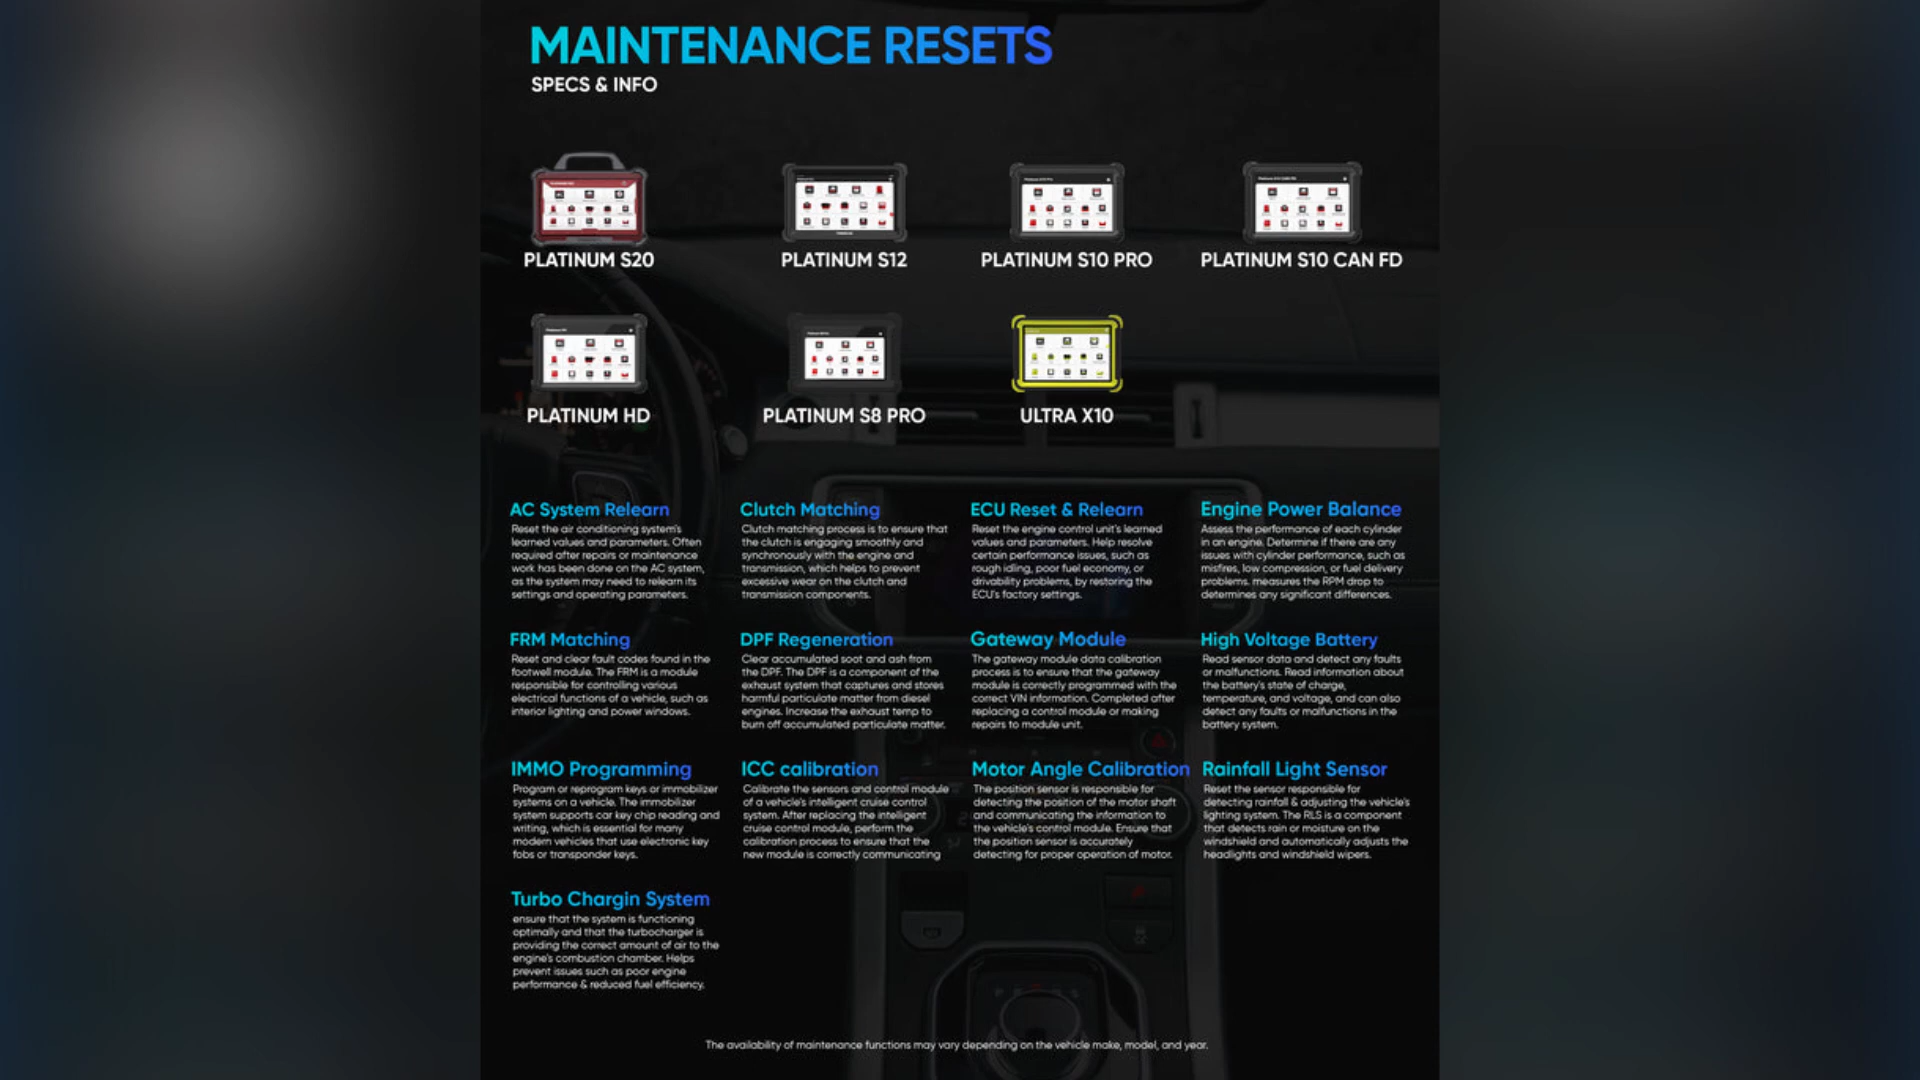 MAINTENANCE RESETS
SPECS & INFO
PLATINUM S20
PLATINUM S12
PLATINUM S10 PRO
PLATINUM S10 CAN FD
PLATINUM HD
PLATINUM S8 PRO
ULTRA X10
AC System Relearn
Reset the air conditioning system's
learned values and parameters. Often
required after repairs or maintenance
work has been done on the AC system,
as the system may need to relearn its
settings and operating parameters.
Clutch Matching
Clutch matching process is to ensure that
the clutch is engaging smoothly and
synchronously with the engine and
transmission, which helps to prevent
excessive wear on the clutch and
transmission components.
ECU Reset & Relearn
Reset the engine control unit's learned
values and parameters. Help resolve
certain performance issues, such as
rough idling, poor fuel economy, or
drivability problems, by restoring the
ECU's factory settings.
Engine Power Balance
Assess the performance of each cylinder
in an engine. Determine if there are any
issues with cylinder performance, such as
misfires, low compression, or fuel delivery
problems. measures the RPM drop to
determines any significant differences.
FRM Matching
Reset and clear fault codes found in the
footwell module. The FRM is a module
responsible for controlling various
electrical functions of a vehicle, such as
interior lighting and power windows.
DPF Regeneration
Clear accumulated soot and ash from
the DPF. The DPF is a component of the
exhaust system that captures and stores
harmful particulate matter from diesel
engines. Increase the exhaust temp to
burn off accumulated particulate matter.
Gateway Module
The gateway module data calibration
process is to ensure that the gateway
module is correctly programmed with the
correct VIN information. Completed after
replacing a control module or making
repairs to module unit.
High Voltage Battery
Read sensor data and detect any faults
or malfunctions. Read information about
the battery's state of charge,
temperature, and voltage, and can also
detect any faults or malfunctions in the
battery system.
IMMO Programming
Program or reprogram keys or immobilizer
systems on a vehicle. The immobilizer
system supports car key chip reading and
writing, which is essential for many
modern vehicles that use electronic key
fobs or transponder keys.
ICC calibration
Calibrate the sensors and control module
of a vehicle's intelligent cruise control
system. After replacing the intelligent
cruise control module, perform the
calibration process to ensure that the
new module is correctly communicating
Motor Angle Calibration
The position sensor is responsible for
detecting the position of the motor shaft
and communicating the information to
the vehicle's control module. Ensure that
the position sensor is accurately
detecting for proper operation of motor.
Rainfall Light Sensor
Reset the sensor responsible for
detecting rainfall & adjusting the vehicle's
lighting system. The RLS is a component
that detects rain or moisture on the
windshield and automatically adjusts the
headlights and windshield wipers.
Turbo Chargin System
ensure that the system is functioning
optimally and that the turbocharger is
providing the correct amount of air to the
engine's combustion chamber. Helps
prevent issues such as poor engine
performance & reduced fuel efficiency.
The availability of maintenance functions may vary depending on the vehicle make, model, and year.